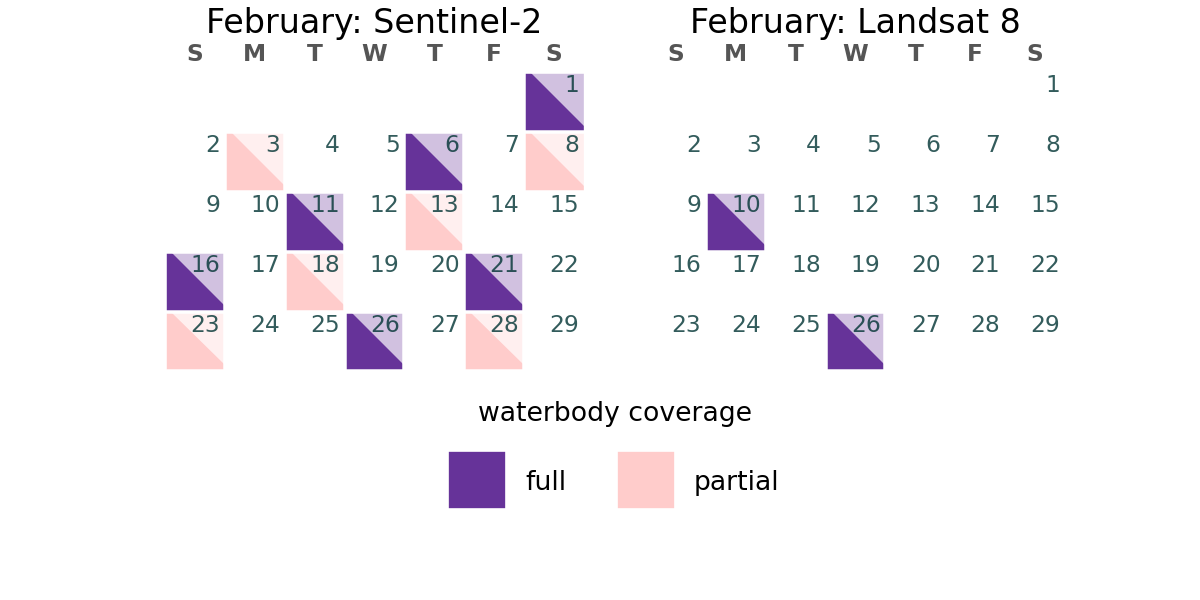 February: Sentinel-2
S M T W T F S
1
2 3 4 5 6 7 8
9 10 11 12 13 14 15
16 17 18 19 20 21 22
23 24 25 26 27 28 29
February: Landsat 8
S M T W T F S
1
2 3 4 5 6 7 8
9 10 11 12 13 14 15
16 17 18 19 20 21 22
23 24 25 26 27 28 29
waterbody coverage
full
partial